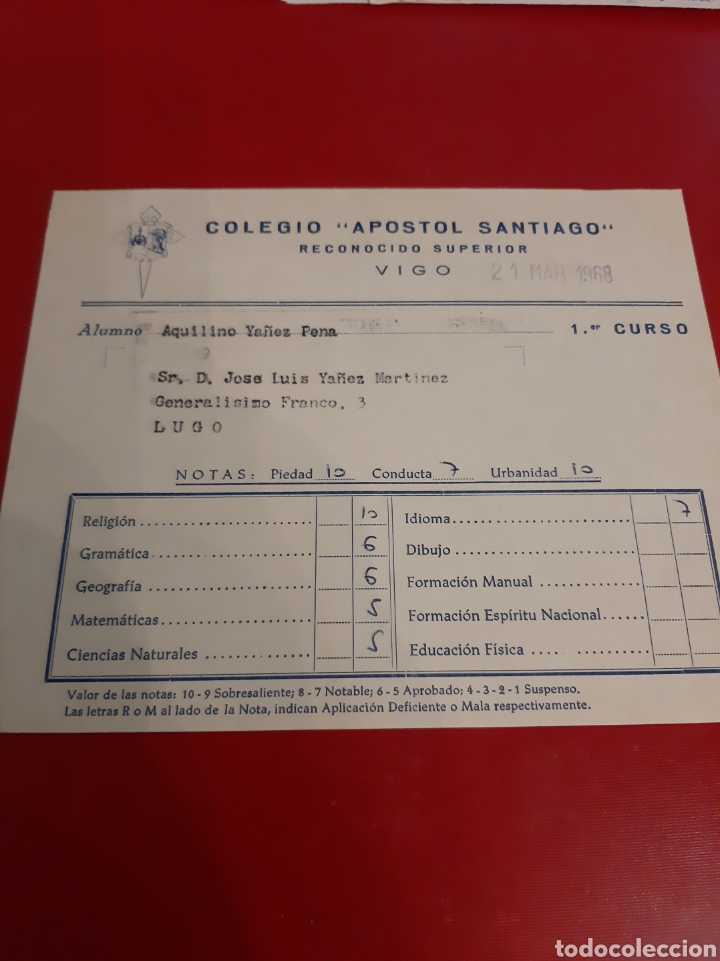 COLEGIO "APOSTOL SANTIAGO"
RECONOCIDO SUPERIOR
VIGO 21 MAR 1968
Alumno Aquilino Yañez Pena 1.er CURSO
Sr. D. Jose Luis Yañez Martinez
Generalisimo Franco, 3
LUGO
NOTAS: Piedad 10 Conducta 7 Urbanidad 10
Religión 10 Idioma 7
Gramática 6 Dibujo
Geografía 6 Formación Manual
Matemáticas 5 Formación Espíritu Nacional
Ciencias Naturales 5 Educación Física
Valor de las notas: 10 - 9 Sobresaliente; 8 - 7 Notable; 6 - 5 Aprobado; 4 - 3 - 2 - 1 Suspenso.
Las letras R o M al lado de la Nota, indican Aplicación Deficiente o Mala respectivamente.
todocoleccion